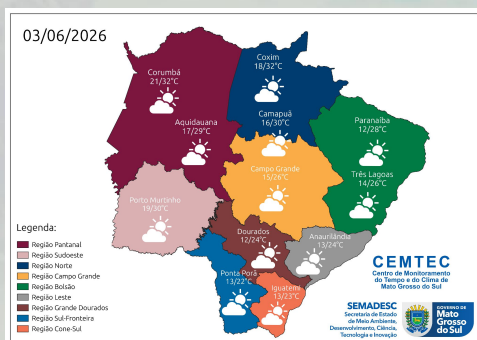 03/06/2026
Coxim
18/32°C
Corumbá
21/32°C
Camapuã
16/30°C
Aquidauana
17/29°C
Paranaíba
12/28°C
Campo Grande
15/26°C
Três Lagoas
14/26°C
Porto Murtinho
19/30°C
Dourados
12/24°C
Anaurilândia
13/24°C
Ponta Porã
13/22°C
Iguatemi
13/23°C
Legenda:
Região Pantanal
Região Sudoeste
Região Norte
Região Campo Grande
Região Bolsão
Região Leste
Região Grande Dourados
Região Sul-Fronteira
Região Cone-Sul
CEMTEC
Centro de Monitoramento
do Tempo e do Clima de
Mato Grosso do Sul
SEMADESC
Secretaria de Estado
de Meio Ambiente,
Desenvolvimento, Ciência,
Tecnologia e Inovação
GOVERNO DE
Mato
Grosso
do Sul